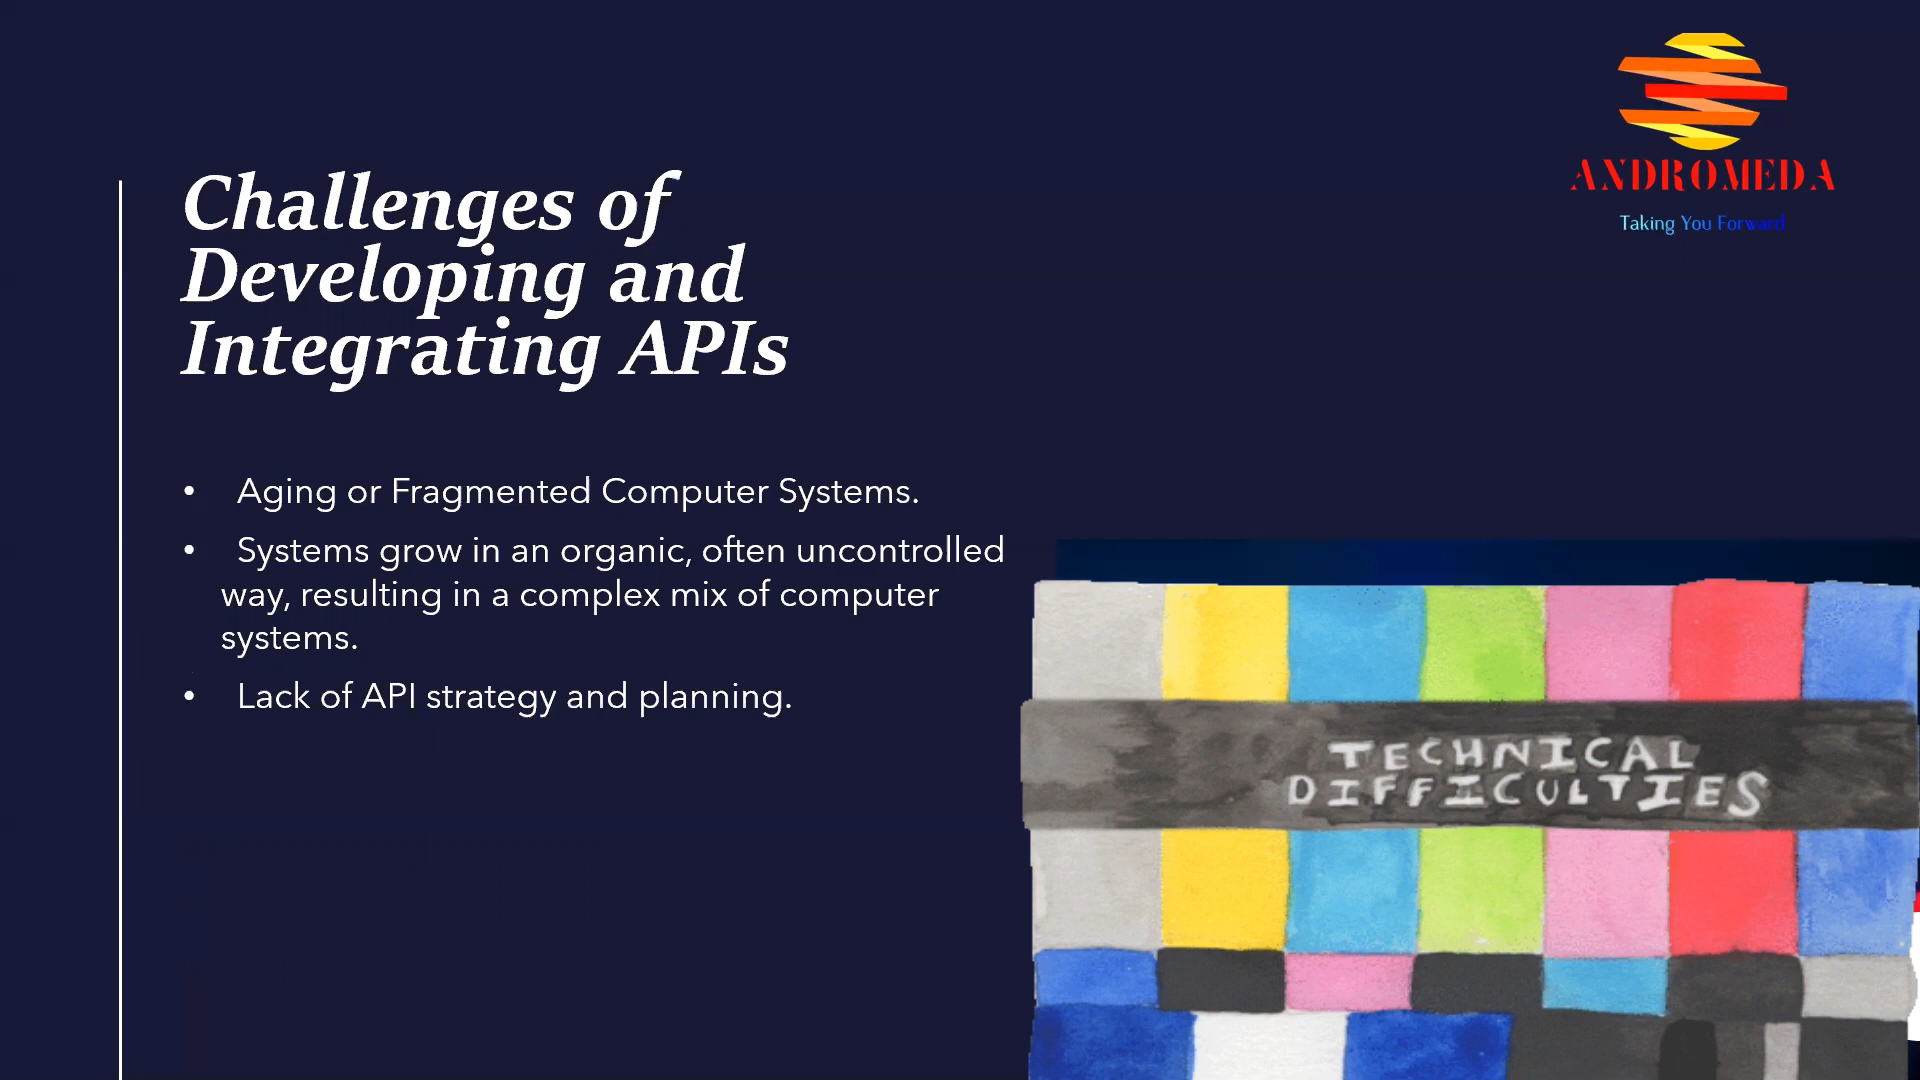 ANDROMEDA
Taking You Forward
Challenges of
Developing and
Integrating APIs
• Aging or Fragmented Computer Systems.
• Systems grow in an organic, often uncontrolled
way, resulting in a complex mix of computer
systems.
• Lack of API strategy and planning.
TECHNICAL
DIFFICULTIES